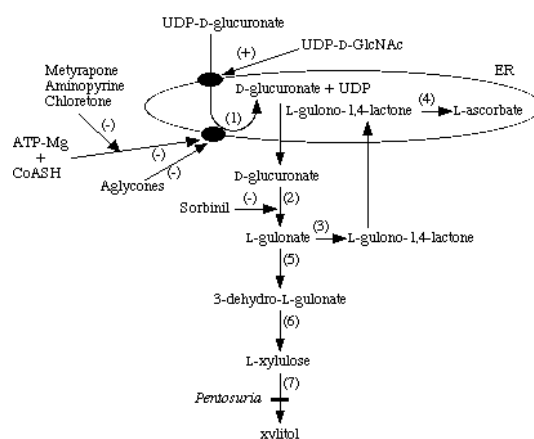 UDP-D-glucuronate
(+)
UDP-D-GlcNAc
ER
Metyrapone
Aminopyrine
Chloretone
D-glucuronate + UDP
L-gulono-1,4-lactone
(4)
L-ascorbate
(-)
(1)
ATP-Mg
+
CoASH
(-)
(-)
Aglycones
D-glucuronate
Sorbinil
(-)
(2)
L-gulonate
(3)
L-gulono-1,4-lactone
(5)
3-dehydro-L-gulonate
(6)
L-xylulose
(7)
Pentosuria
xylitol